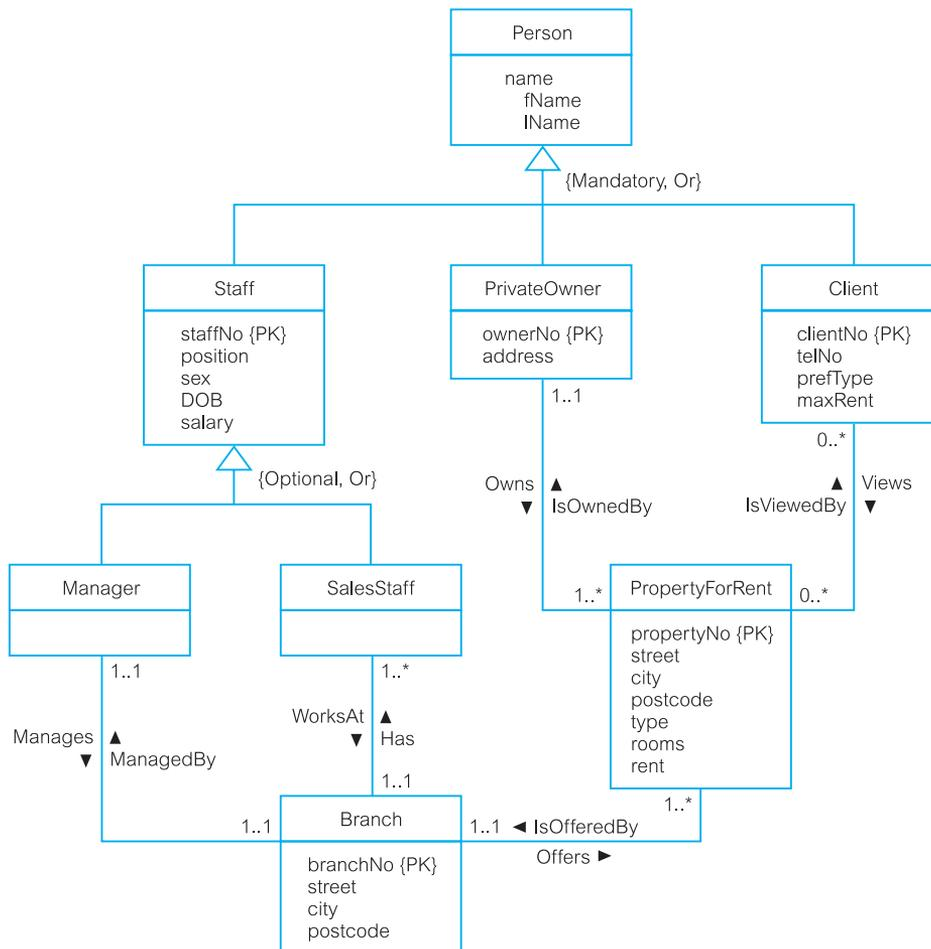 Person
name
fName
lName
{Mandatory, Or}
Staff
staffNo {PK}
position
sex
DOB
salary
PrivateOwner
ownerNo {PK}
address
Client
clientNo {PK}
telNo
prefType
maxRent
1..1
0..*
{Optional, Or}
Owns ▲
▼ IsOwnedBy
▲ Views
IsViewedBy ▼
Manager
SalesStaff
1..*
PropertyForRent
0..*
propertyNo {PK}
street
city
postcode
type
rooms
rent
1..1
1..*
Manages ▲
▼ ManagedBy
WorksAt ▲
▼ Has
1..1
1..*
1..1
Branch
1..1
◄ IsOfferedBy
Offers ►
branchNo {PK}
street
city
postcode